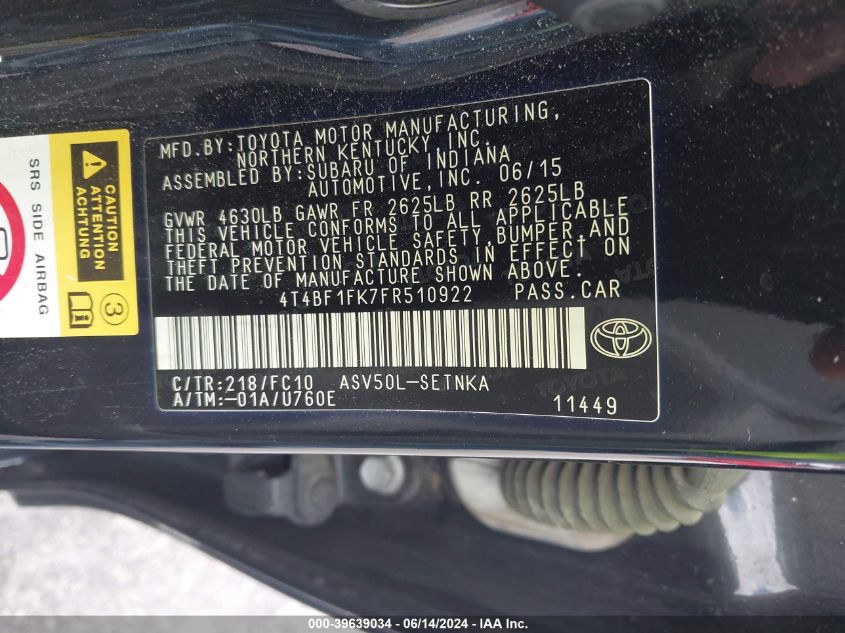 MFD.BY:TOYOTA MOTOR MANUFACTURING,
NORTHERN KENTUCKY, INC.
ASSEMBLED BY:SUBARU OF INDIANA
AUTOMOTIVE,INC. 06/15
GVWR 4630LB GAWR FR 2625LB RR 2625LB
THIS VEHICLE CONFORMS TO ALL APPLICABLE
FEDERAL MOTOR VEHICLE SAFETY,BUMPER,AND
THEFT PREVENTION STANDARDS IN EFFECT ON
THE DATE OF MANUFACTURE SHOWN ABOVE.
4T4BF1FK7FR510922 PASS.CAR
C/TR:218/FC10 ASV50L-SETNKA
A/TM:-01A/U760E
11449
CAUTION
ATTENTION
ACHTUNG
SRS SIDE AIRBAG
3
000-39639034 - 06/14/2024 - IAA Inc.